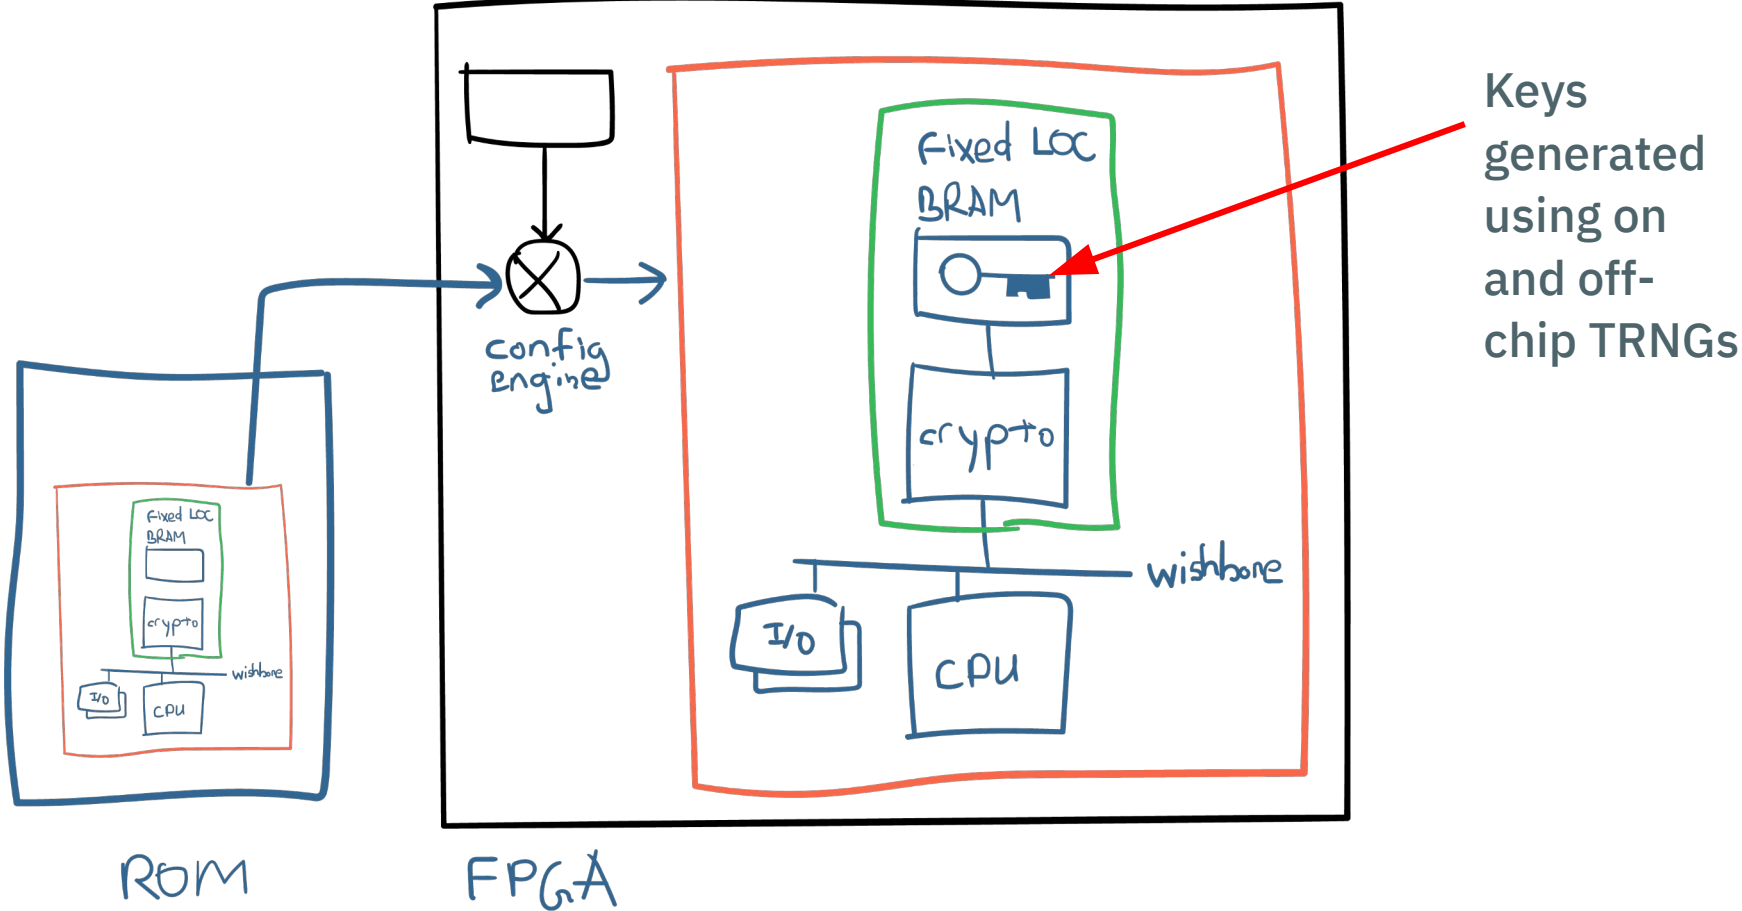 Fixed LOC
BRAM
crypto
wishbone
I/O
CPU
config
engine
Keys
generated
using on
and off-
chip TRNGs
Fixed LOC
BRAM
crypto
wishbone
I/O
CPU
ROM
FPGA